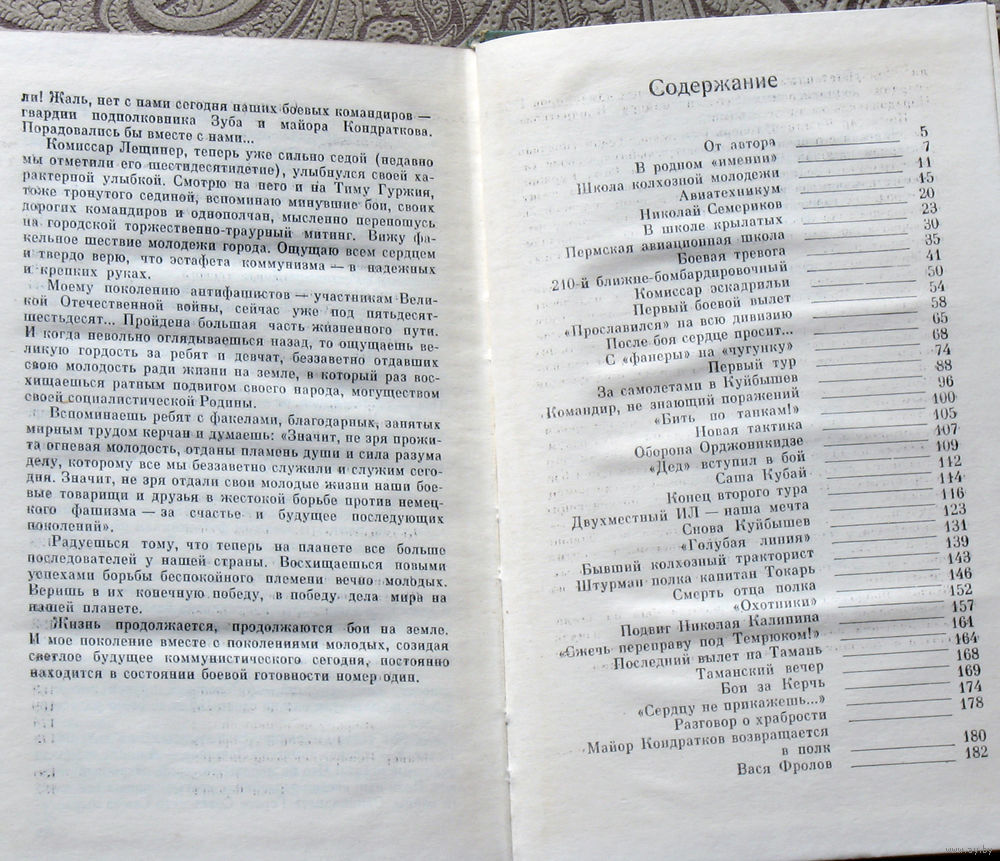 ли! Жаль, нет с нами сегодня наших боевых командиров —
гвардии подполковника Зуба и майора Кондраткова.
Порадовались бы вместе с нами...
Комиссар Лещинер, теперь уже сильно седой (недавно
мы отметили его шестидесятилетие), улыбнулся своей ха-
рактерной улыбкой. Смотрю на него и на Тиму Гуржия,
тоже тронутого сединой, вспоминаю минувшие бои, своих
дорогих командиров и однополчан, мысленно переношусь
на городской торжественно-траурный митинг. Вижу фа-
кельное шествие молодежи города. Ощущаю всем сердцем
и твердо верю, что эстафета коммунизма — в надежных
и крепких руках.
Моему поколению антифашистов — участникам Вели-
кой Отечественной войны, сейчас уже под пятьдесят-
шестьдесят... Пройдена большая часть жизненного пути.
И когда невольно оглядываешься назад, то ощущаешь ве-
ликую гордость за ребят и девчат, беззаветно отдавших
свою молодость ради жизни на земле, в который раз вос-
хищаешься ратным подвигом своего народа, могуществом
своей социалистической Родины.
Вспоминаешь ребят с факелами, благодарных, занятых
мирным трудом керчан и думаешь: «Значит, не зря прожи-
та огневая молодость, отданы пламень души и сила разума
делу, которому все мы беззаветно служили и служим сего-
дня. Значит, не зря отдали свои молодые жизни наши бое-
вые товарищи и друзья в жестокой борьбе против немец-
кого фашизма — за счастье и будущее последующих
поколений».
Радуешься тому, что теперь на планете все больше
последователей у нашей страны. Восхищаешься новыми
успехами борьбы беспокойного племени вечно молодых.
Веришь в их конечную победу, в победу дела мира на
нашей планете.
Жизнь продолжается, продолжаются бои на земле.
И мое поколение вместе с поколениями молодых, созидая
светлое будущее коммунистического сегодня, постоянно
находится в состоянии боевой готовности номер один.
Содержание
От автора 5
В родном «имении» 7
Школа колхозной молодежи 11
Авиатехникум 15
Николай Семериков 20
В школе крылатых 23
Пермская авиационная школа 30
Боевая тревога 35
210-й ближне-бомбардировочный 41
Комиссар эскадрильи 50
Первый боевой вылет 54
«Прославился» на всю дивизию 58
После боя сердце просит... 65
С «фанеры» на «чугунку» 68
Первый тур 74
За самолетами в Куйбышев 88
Командир, не знающий поражений 96
«Бить по танкам!» 100
Новая тактика 105
Оборона Орджоникидзе 107
«Дед» вступил в бой 109
Саша Кубай 112
Конец второго тура 114
Двухместный ИЛ — наша мечта 116
Снова Куйбышев 123
«Голубая линия» 131
Бывший колхозный тракторист 139
Штурман полка капитан Токарь 143
Смерть отца полка 146
«Охотники» 152
Подвиг Николая Калинина 157
«Сжечь переправу под Темрюком!» 161
Последний вылет на Тамань 164
Таманский вечер 168
Бои за Керчь 169
«Сердцу не прикажешь...» 174
Разговор о храбрости 178
Майор Кондратков возвращается
в полк 180
Вася Фролов 182
www.ay.by